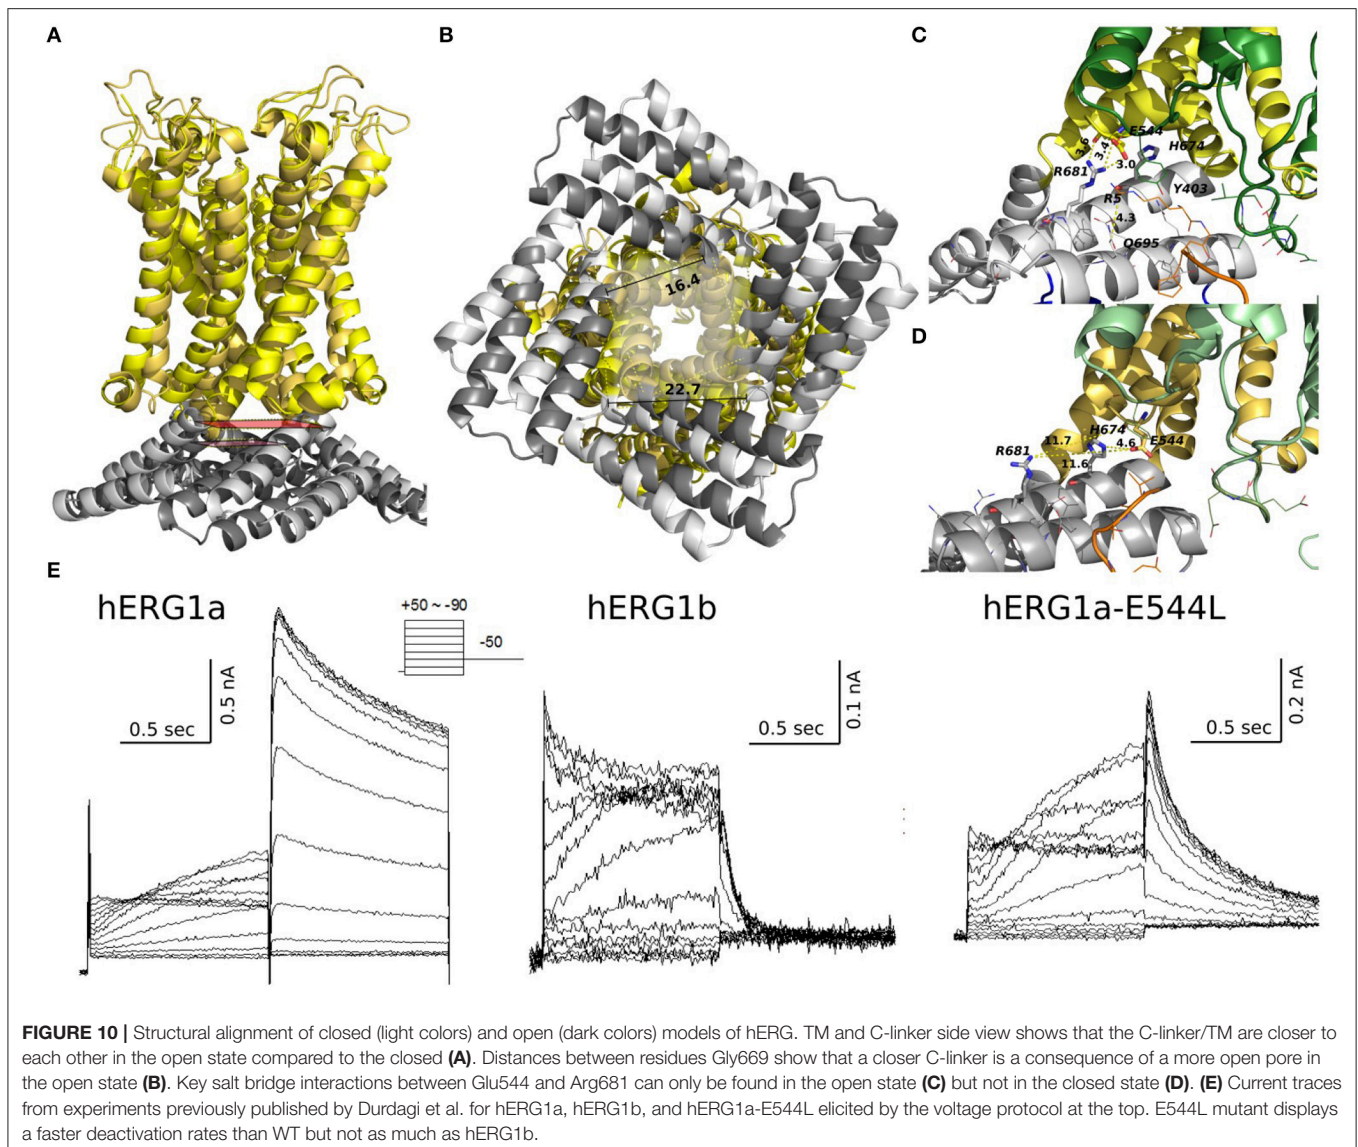 A
B
16.4
22.7
C
E544
H674
3.6
3.4
3.0
R681
R5
Y403
4.3
Q695
D
H674
11.7
4.6
E544
R681
11.6
E
hERG1a
+50 ~ -90
-50
0.5 sec
0.5 nA
hERG1b
0.5 sec
0.1 nA
hERG1a-E544L
0.5 sec
0.2 nA
FIGURE 10 | Structural alignment of closed (light colors) and open (dark colors) models of hERG. TM and C-linker side view shows that the C-linker/TM are closer to
each other in the open state compared to the closed (A). Distances between residues Gly669 show that a closer C-linker is a consequence of a more open pore in
the open state (B). Key salt bridge interactions between Glu544 and Arg681 can only be found in the open state (C) but not in the closed state (D). (E) Current traces
from experiments previously published by Durdagi et al. for hERG1a, hERG1b, and hERG1a-E544L elicited by the voltage protocol at the top. E544L mutant displays
a faster deactivation rates than WT but not as much as hERG1b.